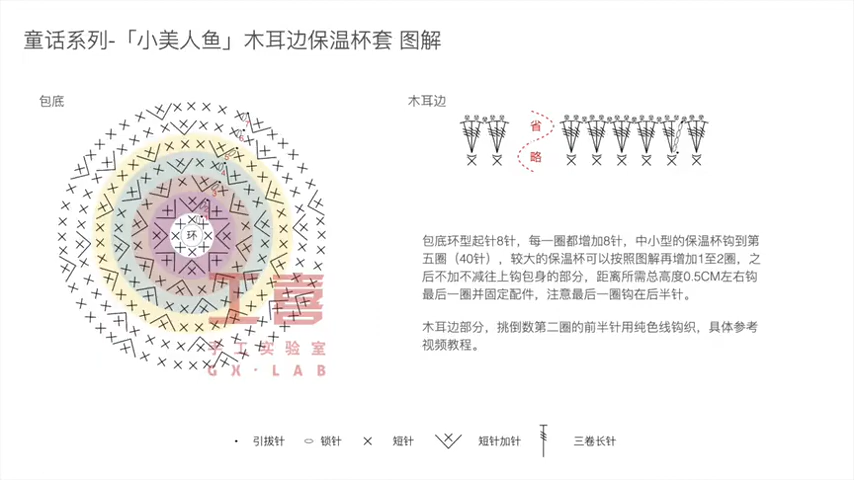 童话系列-「小美人鱼」木耳边保温杯套 图解
包底
木耳边
省
略
环
包底环型起针8针，每一圈都增加8针，中小型的保温杯钩到第
五圈（40针），较大的保温杯可以按照图解再增加1至2圈，之
后不加不减往上钩包身的部分，距离所需总高度0.5CM左右钩
最后一圈并固定配件，注意最后一圈钩在后半针。
木耳边部分，挑倒数第二圈的前半针用纯色线钩织，具体参考
视频教程。
工喜
手工实验室
GX·LAB
引拔针
锁针
短针
短针加针
三卷长针